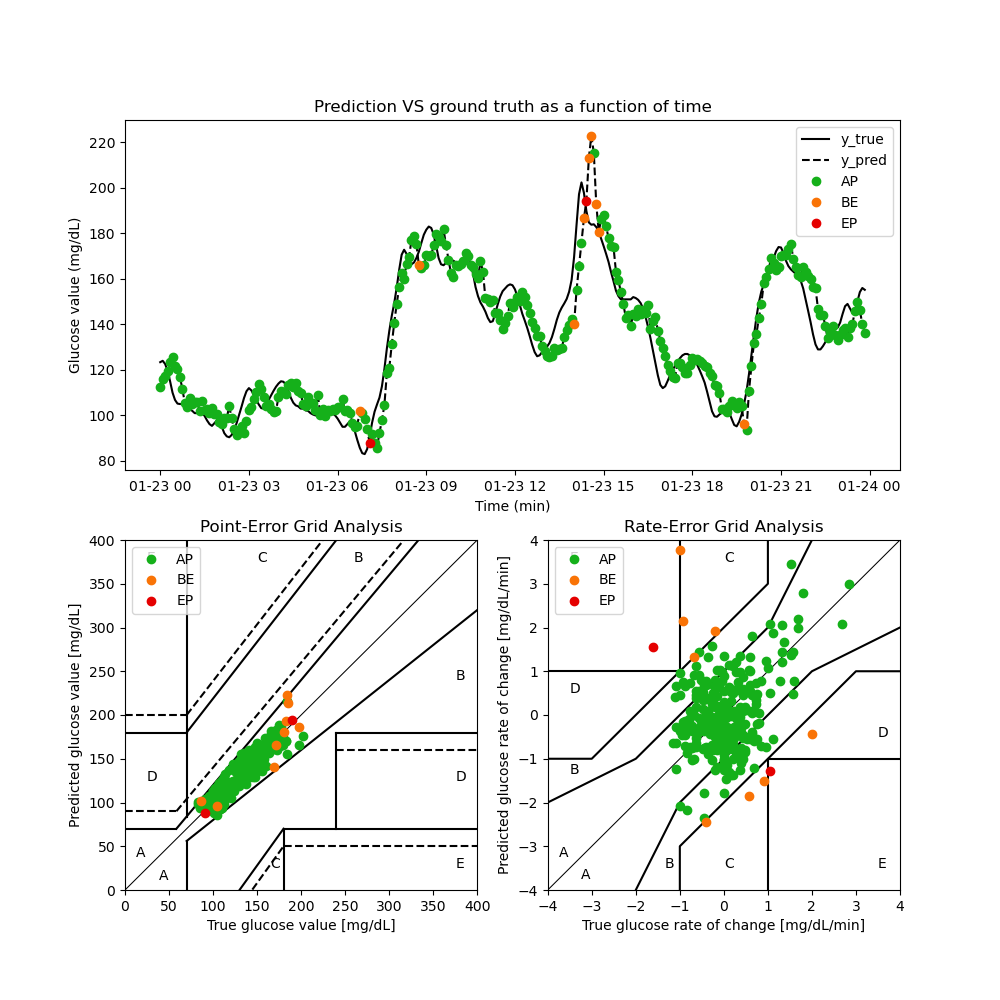 Prediction VS ground truth as a function of time
Glucose value (mg/dL)
220
200
180
160
140
120
100
80
y_true
y_pred
AP
BE
EP
01-23 00 01-23 03 01-23 06 01-23 09 01-23 12 01-23 15 01-23 18 01-23 21 01-24 00
Time (min)
Point-Error Grid Analysis
Predicted glucose value [mg/dL]
400
350
300
250
200
150
100
50
0
AP
BE
EP
C
B
B
D
D
A
A
C
E
0 50 100 150 200 250 300 350 400
True glucose value [mg/dL]
Rate-Error Grid Analysis
Predicted glucose rate of change [mg/dL/min]
4
3
2
1
0
−1
−2
−3
−4
AP
BE
EP
C
D
D
B
A
A
B
C
E
−4 −3 −2 −1 0 1 2 3 4
True glucose rate of change [mg/dL/min]